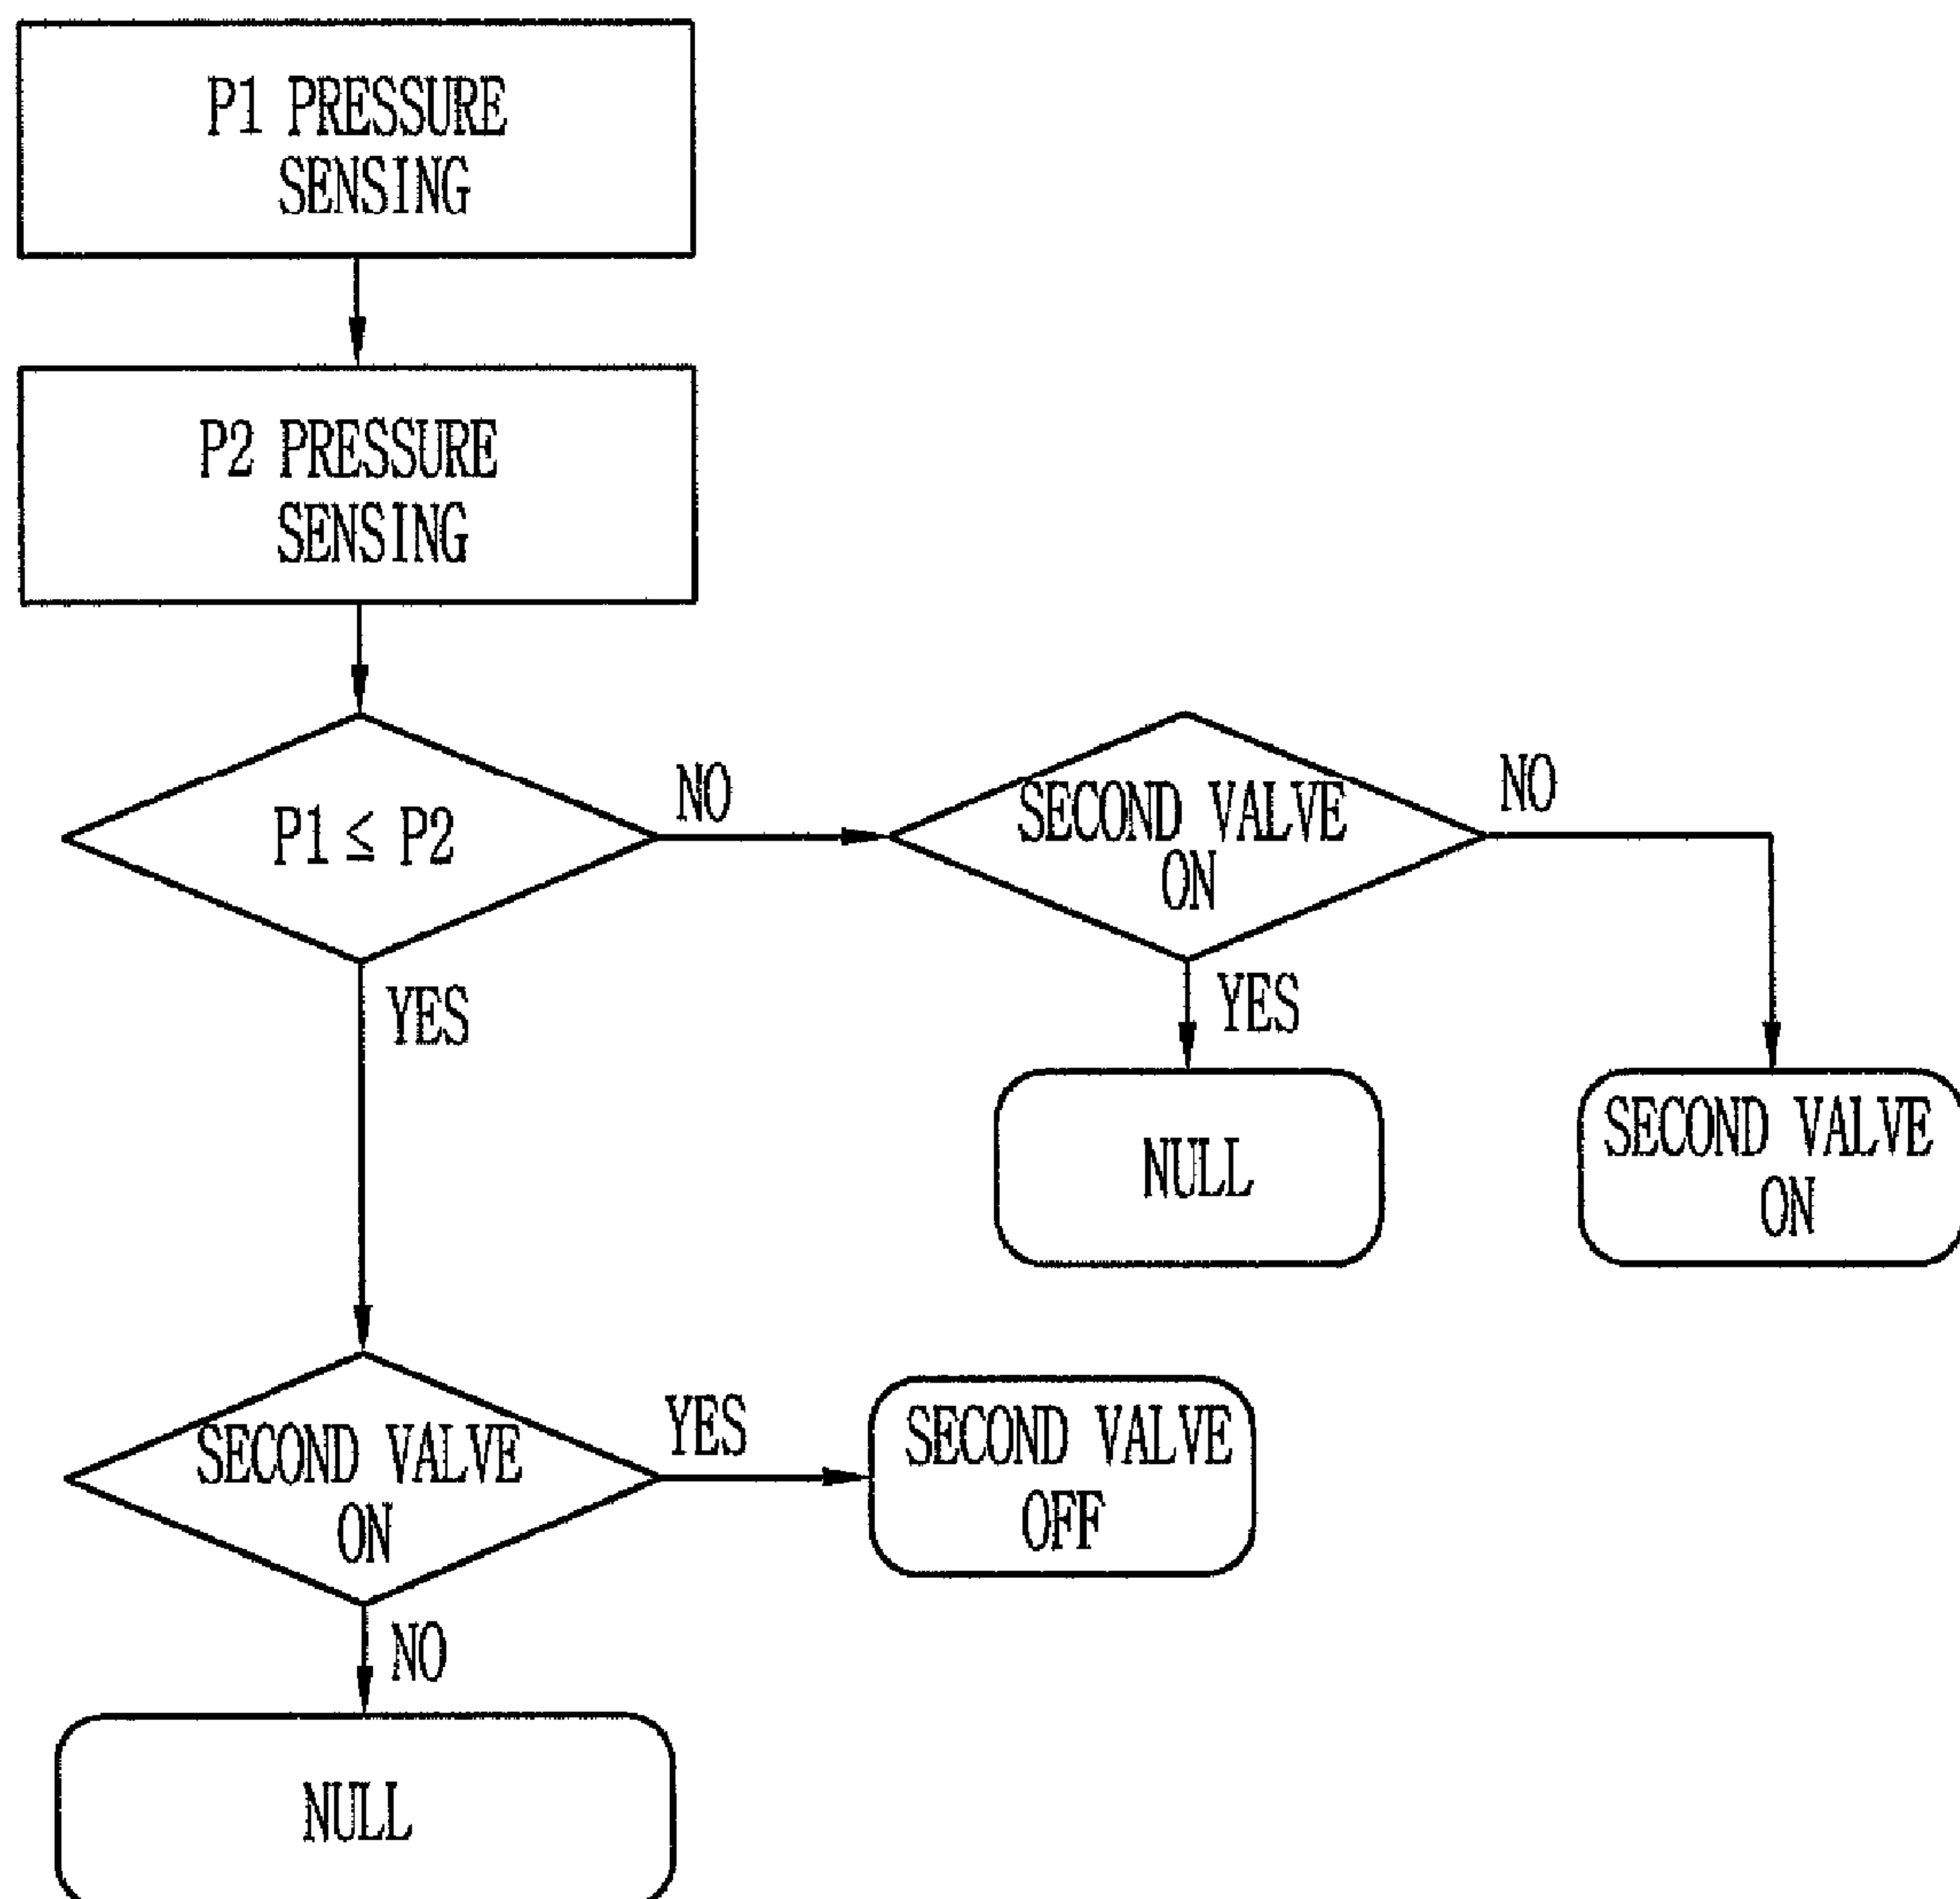 P1 PRESSURE
SENSING
P2 PRESSURE
SENSING
P1 ≤ P2
NO
SECOND VALVE
ON
NO
YES
YES
NULL
SECOND VALVE
ON
SECOND VALVE
ON
YES
SECOND VALVE
OFF
NO
NULL